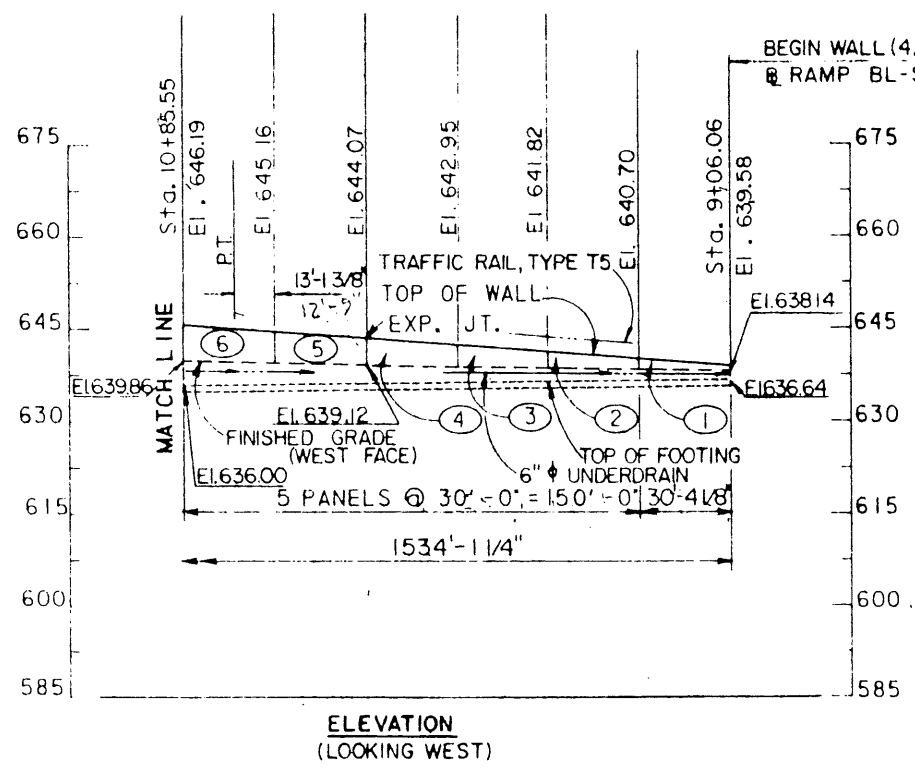 BEGIN WALL (4,
℄ RAMP BL-S
Sta. 10+85.55
El. 646.19
P.T.
El. 645.16
El. 644.07
El. 642.95
El. 641.82
El. 640.70
Sta. 9+06.06
El. 639.58
675
675
660
660
645
645
630
630
615
615
600
600
585
585
13'-1 3/8"
12'-9"
TRAFFIC RAIL, TYPE T5
TOP OF WALL
EXP. JT.
El.638.14
MATCH LINE
6
5
4
3
2
1
El.639.86
El.636.64
El.639.12
FINISHED GRADE
(WEST FACE)
El.636.00
TOP OF FOOTING
6" ϕ UNDERDRAIN
5 PANELS @ 30'-0" = 150'-0"
30'-4 1/8"
1534'-1 1/4"
ELEVATION
(LOOKING WEST)